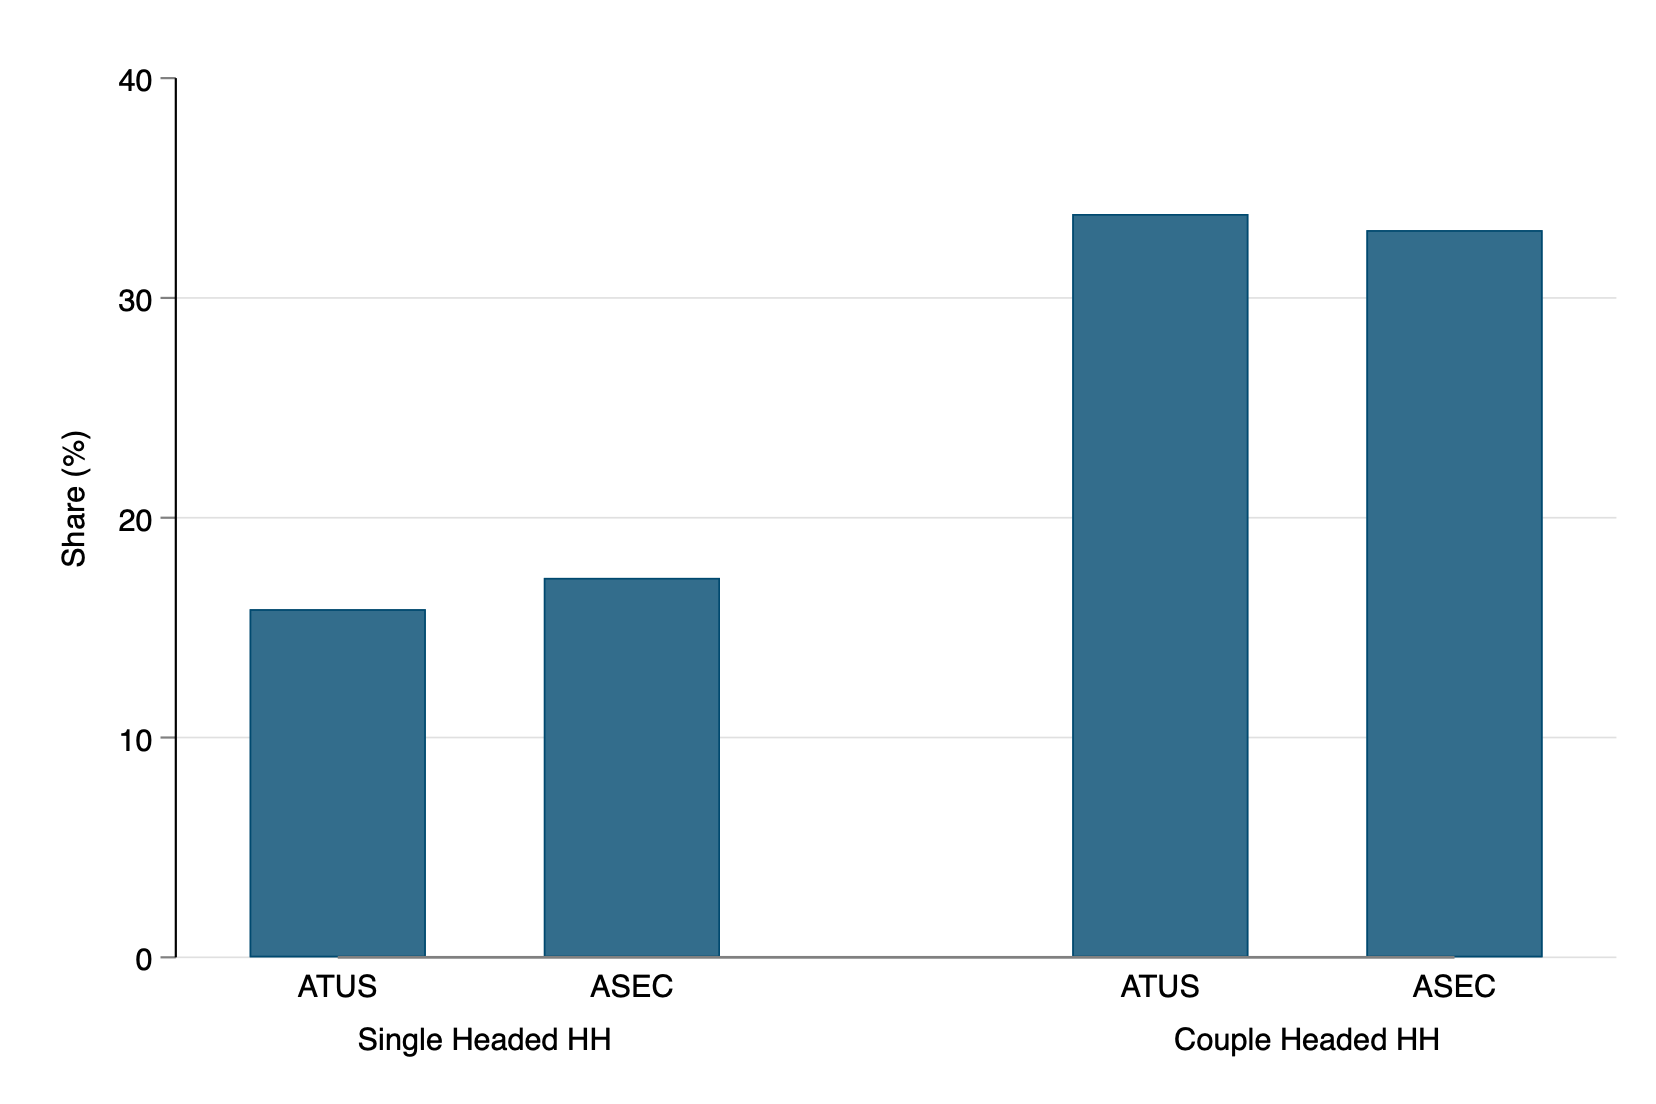 40
30
20
10
0
Share (%)
ATUS
ASEC
ATUS
ASEC
Single Headed HH
Couple Headed HH